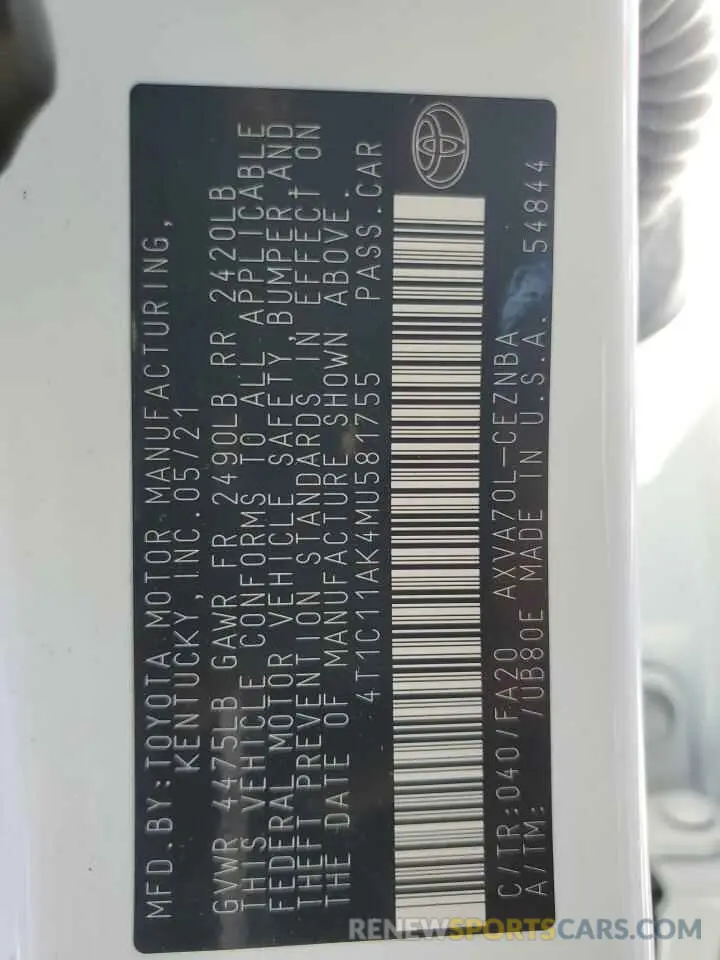 MFD.BY:TOYOTA MOTOR MANUFACTURING,
KENTUCKY,INC.05/21
GVWR 4475LB GAWR FR 2490LB RR 2420LB
THIS VEHICLE CONFORMS TO ALL APPLICABLE
FEDERAL MOTOR VEHICLE SAFETY, BUMPER,AND
THEFT PREVENTION STANDARDS IN EFFECT ON
THE DATE OF MANUFACTURE SHOWN ABOVE.
4T1C11AK4MU581755 PASS.CAR
C/TR:040/FA20 AXVA70L-CEZNBA
A/TM: /UB80E MADE IN U.S.A. 54844
RENEWSPORTSCARS.COM